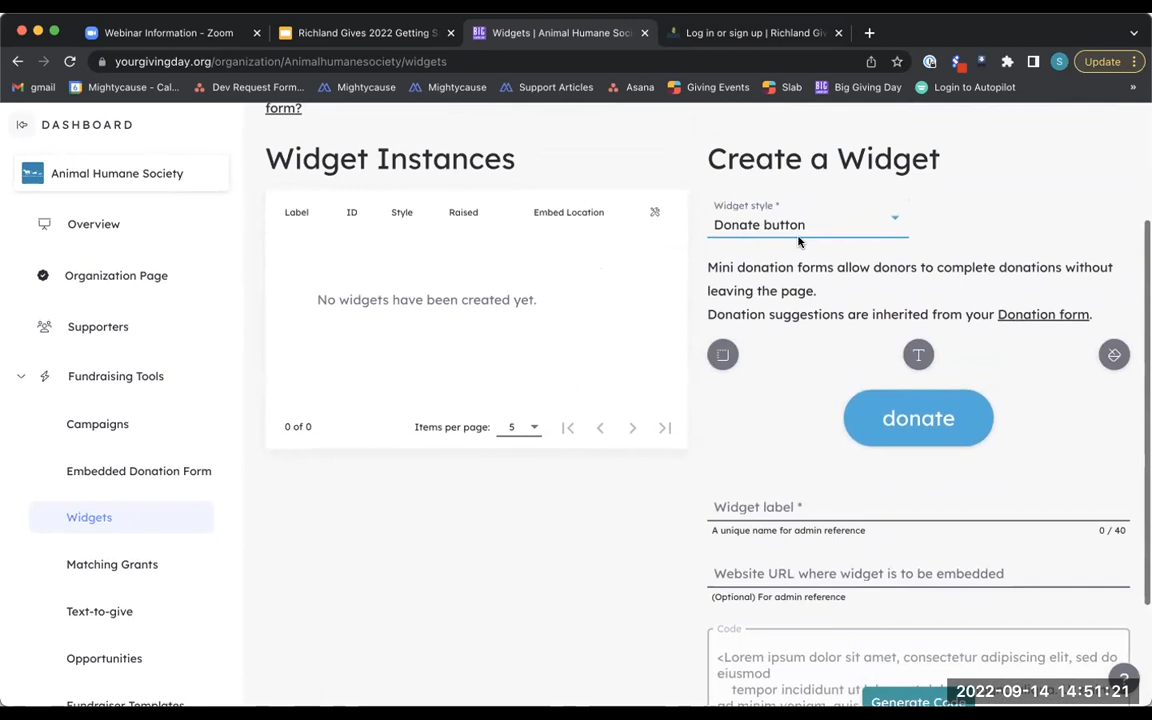 Webinar Information - Zoom
Richland Gives 2022 Getting S
BIG
Widgets | Animal Humane Soci
Log in or sign up | Richland Giv
yourgivingday.org/organization/Animalhumanesociety/widgets
S
Update
gmail
Mightycause - Cal...
Dev Request Form...
Mightycause
Mightycause
Support Articles
Asana
Giving Events
Slab
Big Giving Day
Login to Autopilot
»
form?
DASHBOARD
Animal Humane Society
Overview
Organization Page
Supporters
Fundraising Tools
Campaigns
Embedded Donation Form
Widgets
Matching Grants
Text-to-give
Opportunities
Widget Instances
Label ID Style Raised Embed Location
No widgets have been created yet.
0 of 0 Items per page: 5
Create a Widget
Widget style *
Donate button
Mini donation forms allow donors to complete donations without
leaving the page.
Donation suggestions are inherited from your Donation form.
T
donate
Widget label *
A unique name for admin reference 0 / 40
Website URL where widget is to be embedded
(Optional) For admin reference
Code
<Lorem ipsum dolor sit amet, consectetur adipiscing elit, sed do
eiusmod
tempor incididunt ut
Generate Code
?
2022-09-14 14:51:21